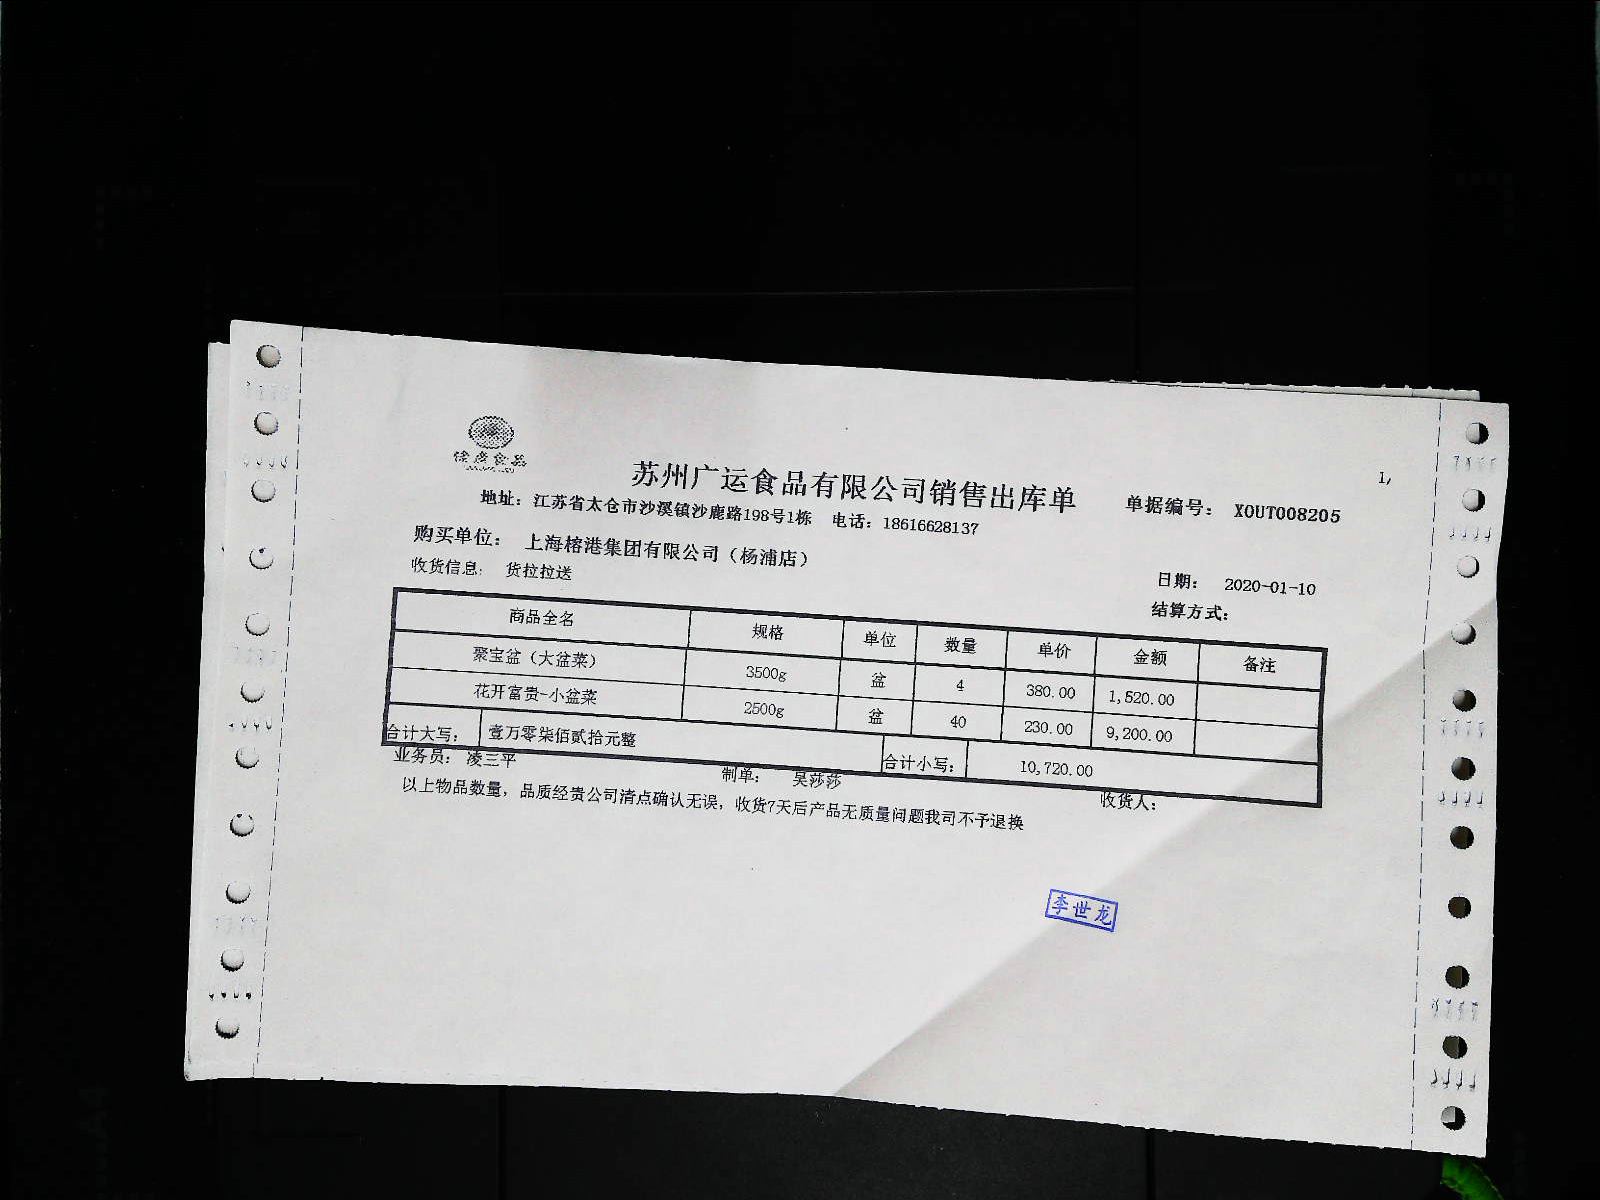 1,
苏州广运食品有限公司销售出库单
单据编号： XOUT008205
地址：江苏省太仓市沙溪镇沙鹿路198号1栋 电话：18616628137
购买单位： 上海榕港集团有限公司（杨浦店）
收货信息: 货拉拉送
日期： 2020-01-10
结算方式：
商品全名 规格 单位 数量 单价 金额 备注
聚宝盆（大盆菜） 3500g 盆 4 380.00 1,520.00
花开富贵-小盆菜 2500g 盆 40 230.00 9,200.00
合计大写： 壹万零柒佰贰拾元整 合计小写： 10,720.00
业务员： 凌三平 制单： 吴莎莎 收货人：
以上物品数量，品质经贵公司清点确认无误，收货7天后产品无质量问题我司不予退换
李世龙